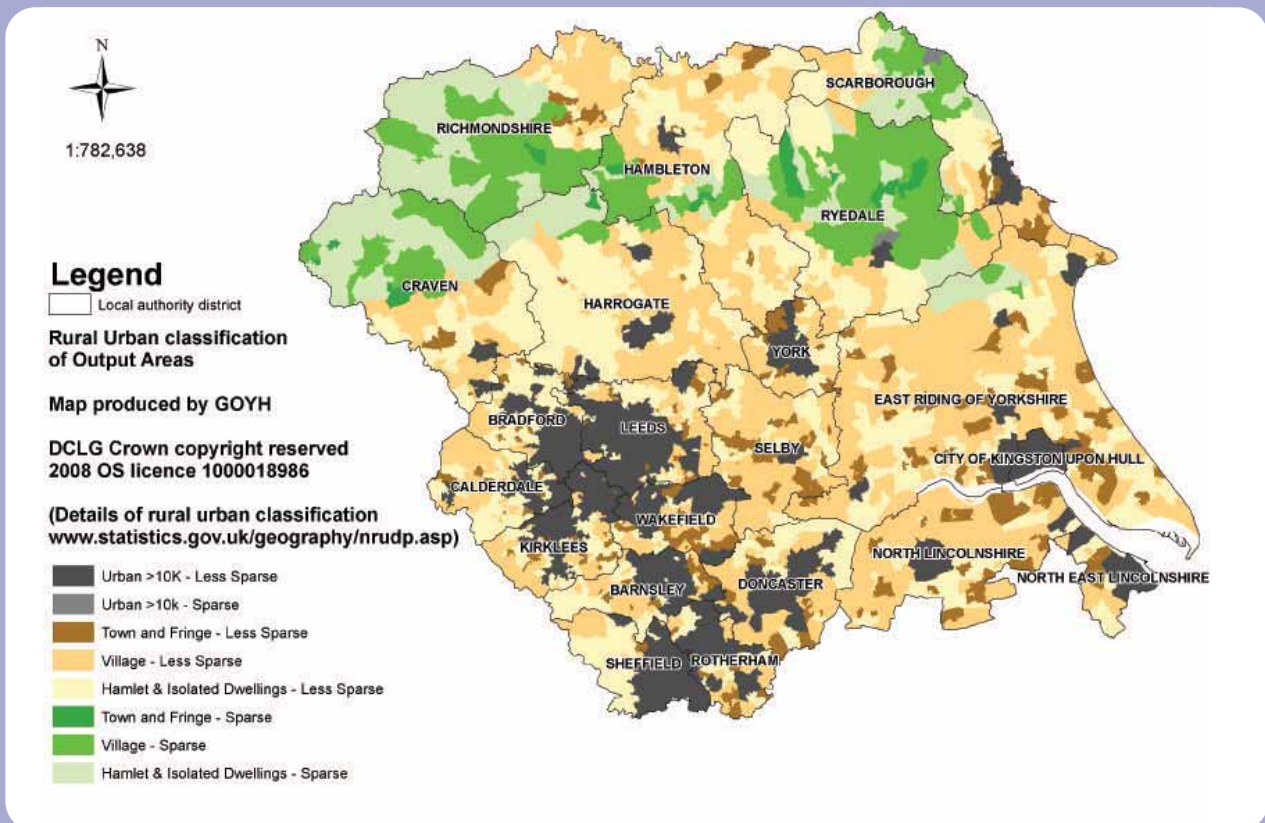 N
1:782,638
Legend
Local authority district
Rural Urban classification
of Output Areas
Map produced by GOYH
DCLG Crown copyright reserved
2008 OS licence 1000018986
(Details of rural urban classification
www.statistics.gov.uk/geography/nrudp.asp)
Urban >10K - Less Sparse
Urban >10k - Sparse
Town and Fringe - Less Sparse
Village - Less Sparse
Hamlet & Isolated Dwellings - Less Sparse
Town and Fringe - Sparse
Village - Sparse
Hamlet & Isolated Dwellings - Sparse
SCARBOROUGH
RICHMONDSHIRE
HAMBLETON
RYEDALE
CRAVEN
HARROGATE
YORK
EAST RIDING OF YORKSHIRE
BRADFORD
LEEDS
SELBY
CITY OF KINGSTON UPON HULL
CALDERDALE
WAKEFIELD
KIRKLEES
NORTH LINCOLNSHIRE
NORTH EAST LINCOLNSHIRE
BARNSLEY
DONCASTER
SHEFFIELD
ROTHERHAM